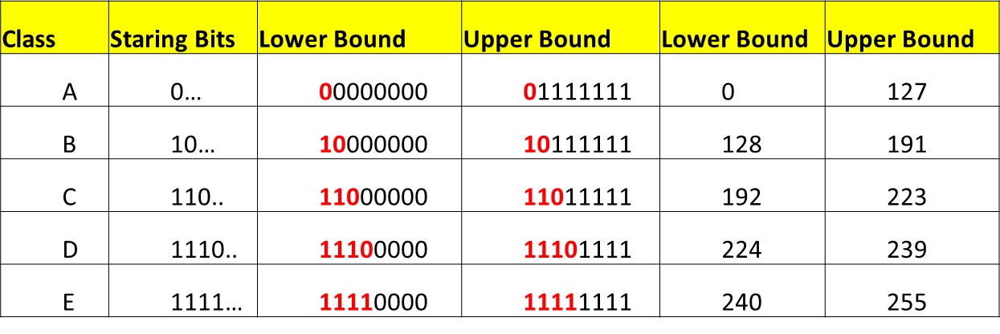 Class Staring Bits Lower Bound Upper Bound Lower Bound Upper Bound
A 0… 00000000 01111111 0 127
B 10… 10000000 10111111 128 191
C 110.. 11000000 11011111 192 223
D 1110.. 11100000 11101111 224 239
E 1111… 11110000 11111111 240 255